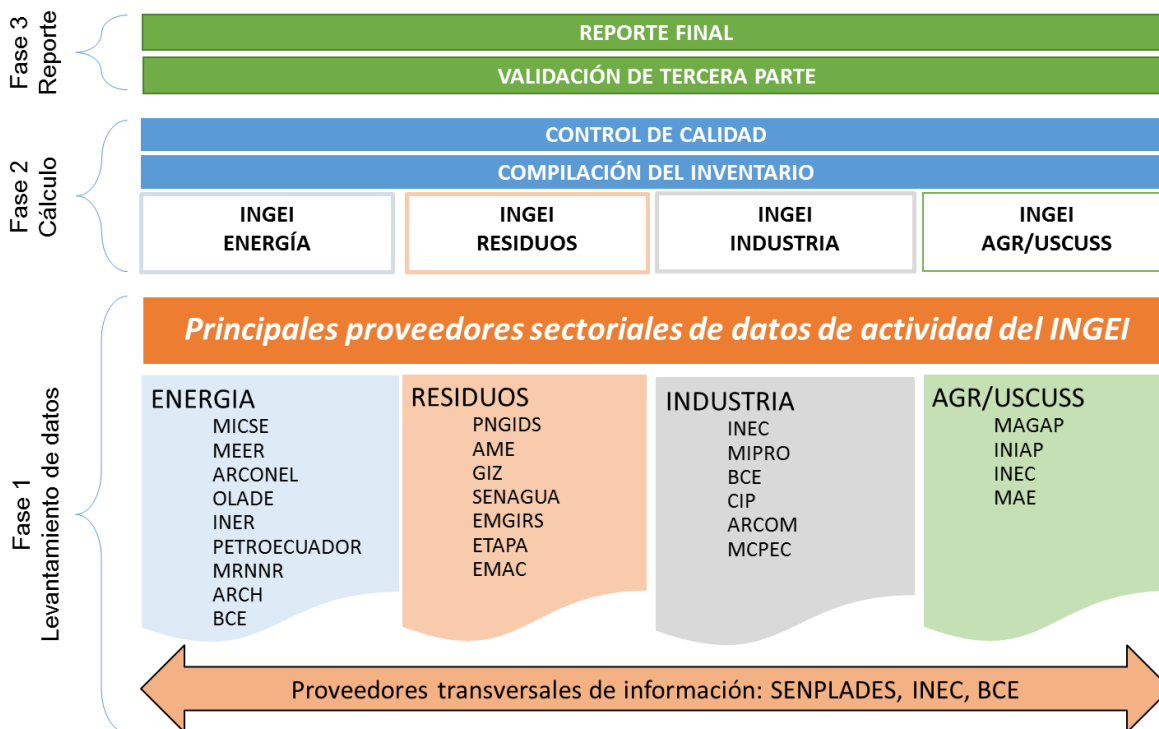 Fase 3
Reporte
REPORTE FINAL
VALIDACIÓN DE TERCERA PARTE
Fase 2
Cálculo
CONTROL DE CALIDAD
COMPILACIÓN DEL INVENTARIO
INGEI
ENERGÍA
INGEI
RESIDUOS
INGEI
INDUSTRIA
INGEI
AGR/USCUSS
Fase 1
Levantamiento de datos
Principales proveedores sectoriales de datos de actividad del INGEI
ENERGIA
MICSE
MEER
ARCONEL
OLADE
INER
PETROECUADOR
MRNNR
ARCH
BCE
RESIDUOS
PNGIDS
AME
GIZ
SENAGUA
EMGIRS
ETAPA
EMAC
INDUSTRIA
INEC
MIPRO
BCE
CIP
ARCOM
MCPEC
AGR/USCUSS
MAGAP
INIAP
INEC
MAE
Proveedores transversales de información: SENPLADES, INEC, BCE